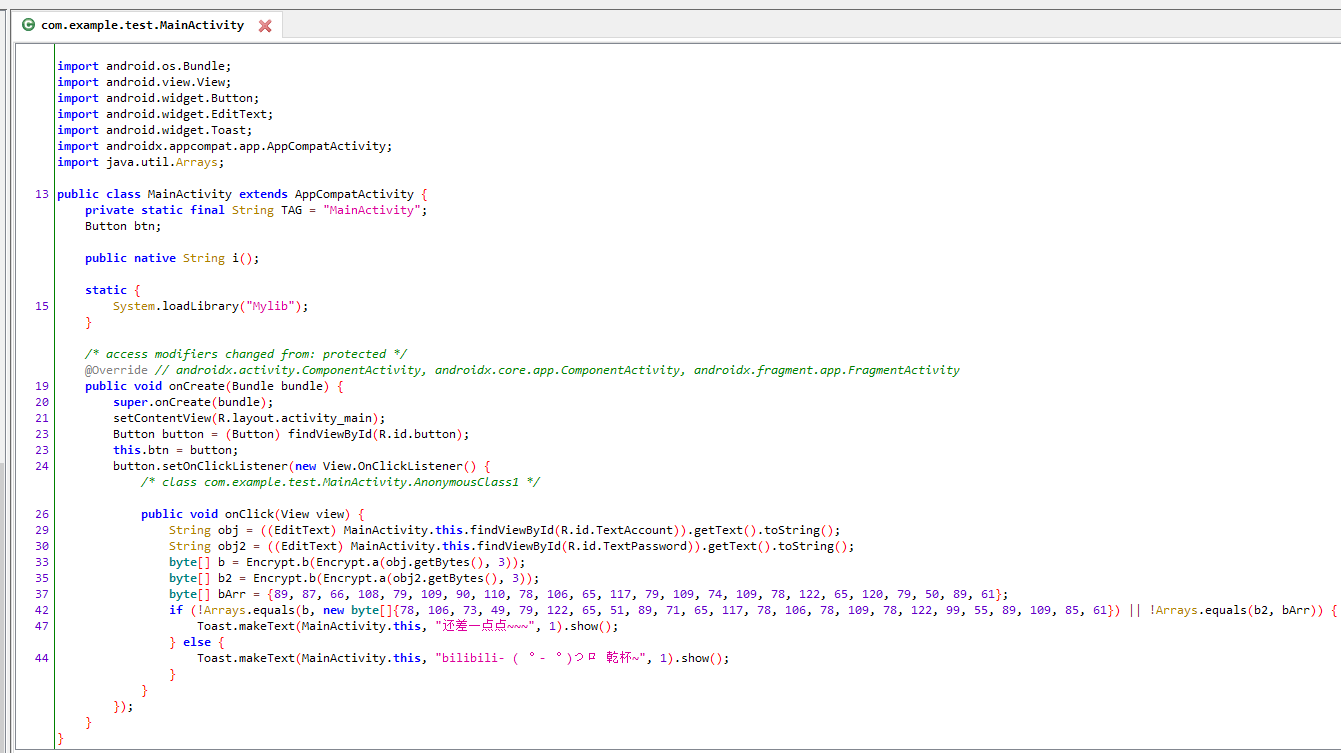 com.example.test.MainActivity
import android.os.Bundle;
import android.view.View;
import android.widget.Button;
import android.widget.EditText;
import android.widget.Toast;
import androidx.appcompat.app.AppCompatActivity;
import java.util.Arrays;
13 public class MainActivity extends AppCompatActivity {
private static final String TAG = "MainActivity";
Button btn;
public native String i();
static {
15 System.loadLibrary("Mylib");
}
/* access modifiers changed from: protected */
@Override // androidx.activity.ComponentActivity, androidx.core.app.ComponentActivity, androidx.fragment.app.FragmentActivity
19 public void onCreate(Bundle bundle) {
20 super.onCreate(bundle);
21 setContentView(R.layout.activity_main);
23 Button button = (Button) findViewById(R.id.button);
23 this.btn = button;
24 button.setOnClickListener(new View.OnClickListener() {
/* class com.example.test.MainActivity.AnonymousClass1 */
26 public void onClick(View view) {
29 String obj = ((EditText) MainActivity.this.findViewById(R.id.TextAccount)).getText().toString();
30 String obj2 = ((EditText) MainActivity.this.findViewById(R.id.TextPassword)).getText().toString();
33 byte[] b = Encrypt.b(Encrypt.a(obj.getBytes(), 3));
35 byte[] b2 = Encrypt.b(Encrypt.a(obj2.getBytes(), 3));
37 byte[] bArr = {89, 87, 66, 108, 79, 109, 90, 110, 78, 106, 65, 117, 79, 109, 74, 109, 78, 122, 65, 120, 79, 50, 89, 61};
42 if (!Arrays.equals(b, new byte[]{78, 106, 73, 49, 79, 122, 65, 51, 89, 71, 65, 117, 78, 106, 78, 109, 78, 122, 99, 55, 89, 109, 85, 61}) || !Arrays.equals(b2, bArr)) {
47 Toast.makeText(MainActivity.this, "还差一点点~~~", 1).show();
} else {
44 Toast.makeText(MainActivity.this, "bilibili- ( ゜- ゜)つロ 乾杯~", 1).show();
}
}
});
}
}